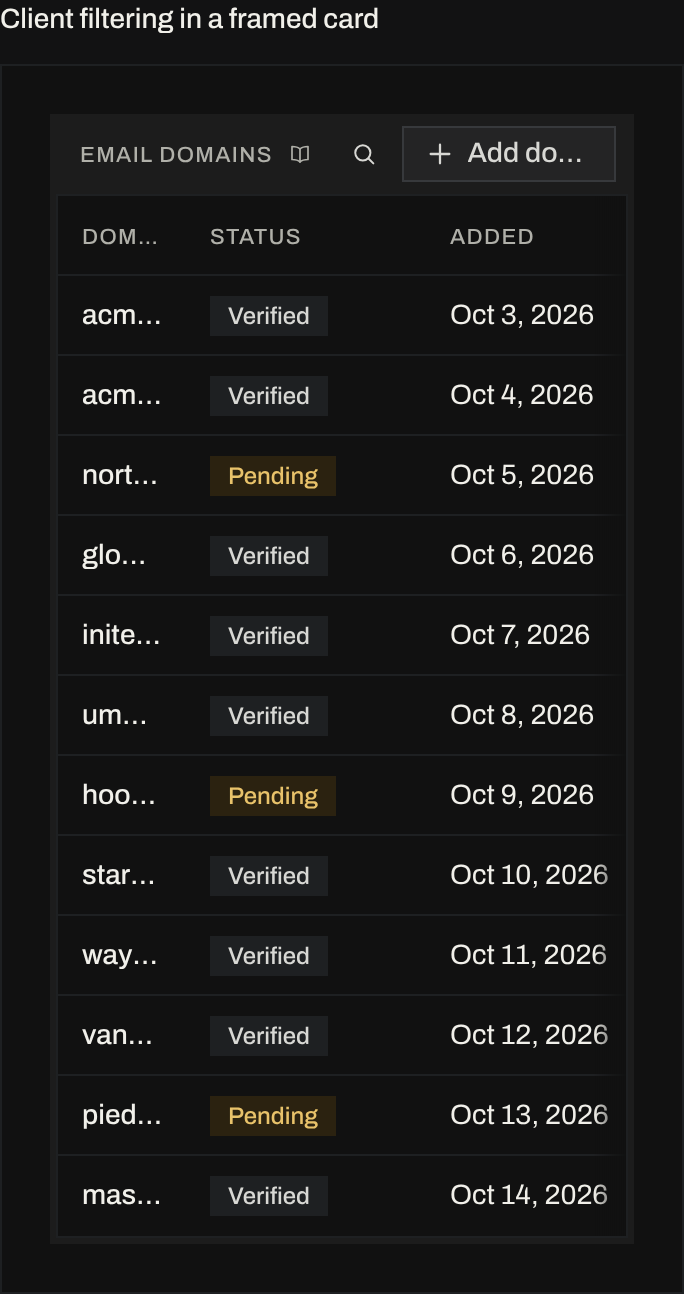 Client filtering in a framed card
EMAIL DOMAINS Add do...
DOM... STATUS ADDED
acm... Verified Oct 3, 2026
acm... Verified Oct 4, 2026
nort... Pending Oct 5, 2026
glo... Verified Oct 6, 2026
inite... Verified Oct 7, 2026
um... Verified Oct 8, 2026
hoo... Pending Oct 9, 2026
star... Verified Oct 10, 2026
way... Verified Oct 11, 2026
van... Verified Oct 12, 2026
pied... Pending Oct 13, 2026
mas... Verified Oct 14, 2026